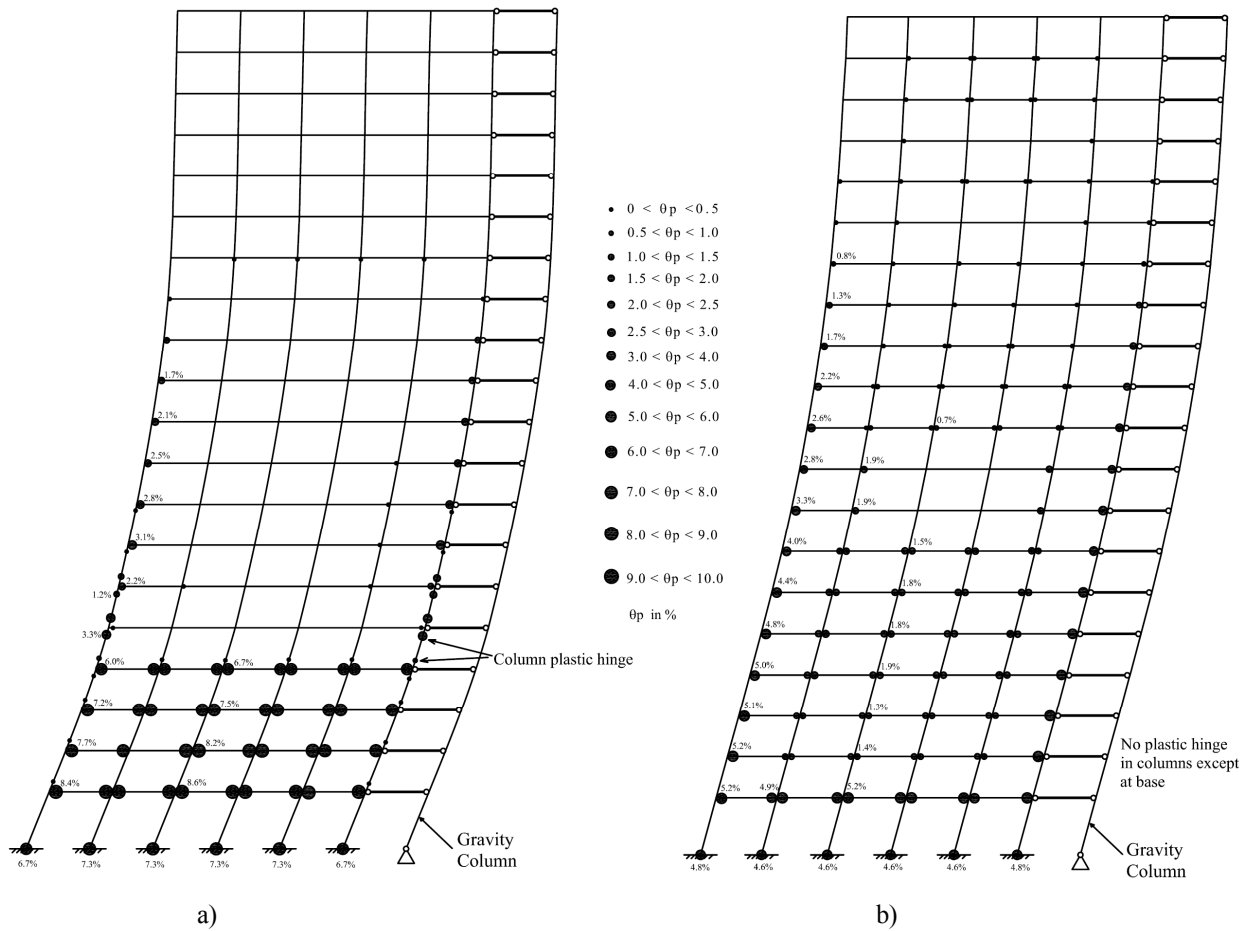 0 < θp <0.5
0.5 < θp < 1.0
1.0 < θp < 1.5
1.5 < θp < 2.0
2.0 < θp < 2.5
2.5 < θp < 3.0
3.0 < θp < 4.0
4.0 < θp < 5.0
5.0 < θp < 6.0
6.0 < θp < 7.0
7.0 < θp < 8.0
8.0 < θp < 9.0
9.0 < θp < 10.0
θp in %
1.7%
2.1%
2.5%
2.8%
3.1%
2.2%
1.2%
3.3%
6.0% 6.7%
7.2% 7.5%
7.7% 8.2%
8.4% 8.6%
6.7% 7.3% 7.3% 7.3% 7.3% 6.7%
Column plastic hinge
Gravity
Column
a)
0.8%
1.3%
1.7%
2.2%
2.6% 0.7%
2.8% 1.9%
3.3% 1.9%
4.0% 1.5%
4.4% 1.8%
4.8% 1.8%
5.0% 1.9%
5.1% 1.3%
5.2% 1.4%
5.2% 4.9% 5.2%
4.8% 4.6% 4.6% 4.6% 4.6% 4.8%
No plastic hinge
in columns except
at base
Gravity
Column
b)